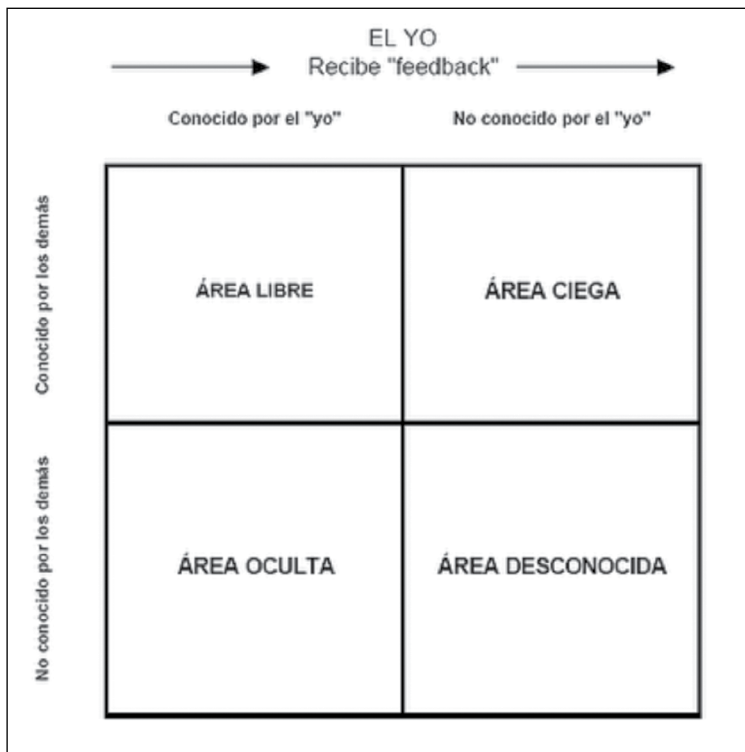 EL YO
Recibe "feedback"
Conocido por el "yo"
No conocido por el "yo"
Conocido por los demás
ÁREA LIBRE
ÁREA CIEGA
No conocido por los demás
ÁREA OCULTA
ÁREA DESCONOCIDA